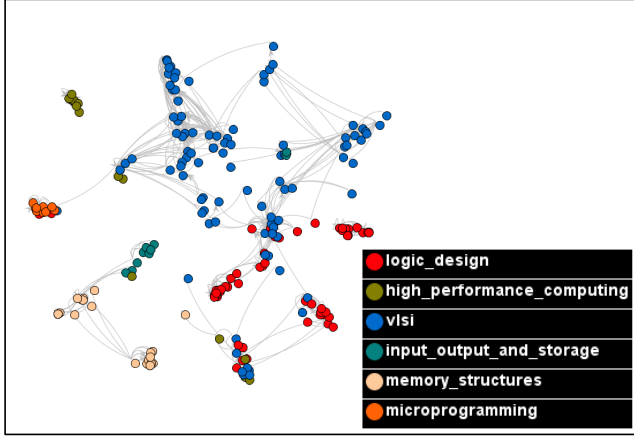 logic_design
high_performance_computing
vlsi
input_output_and_storage
memory_structures
microprogramming